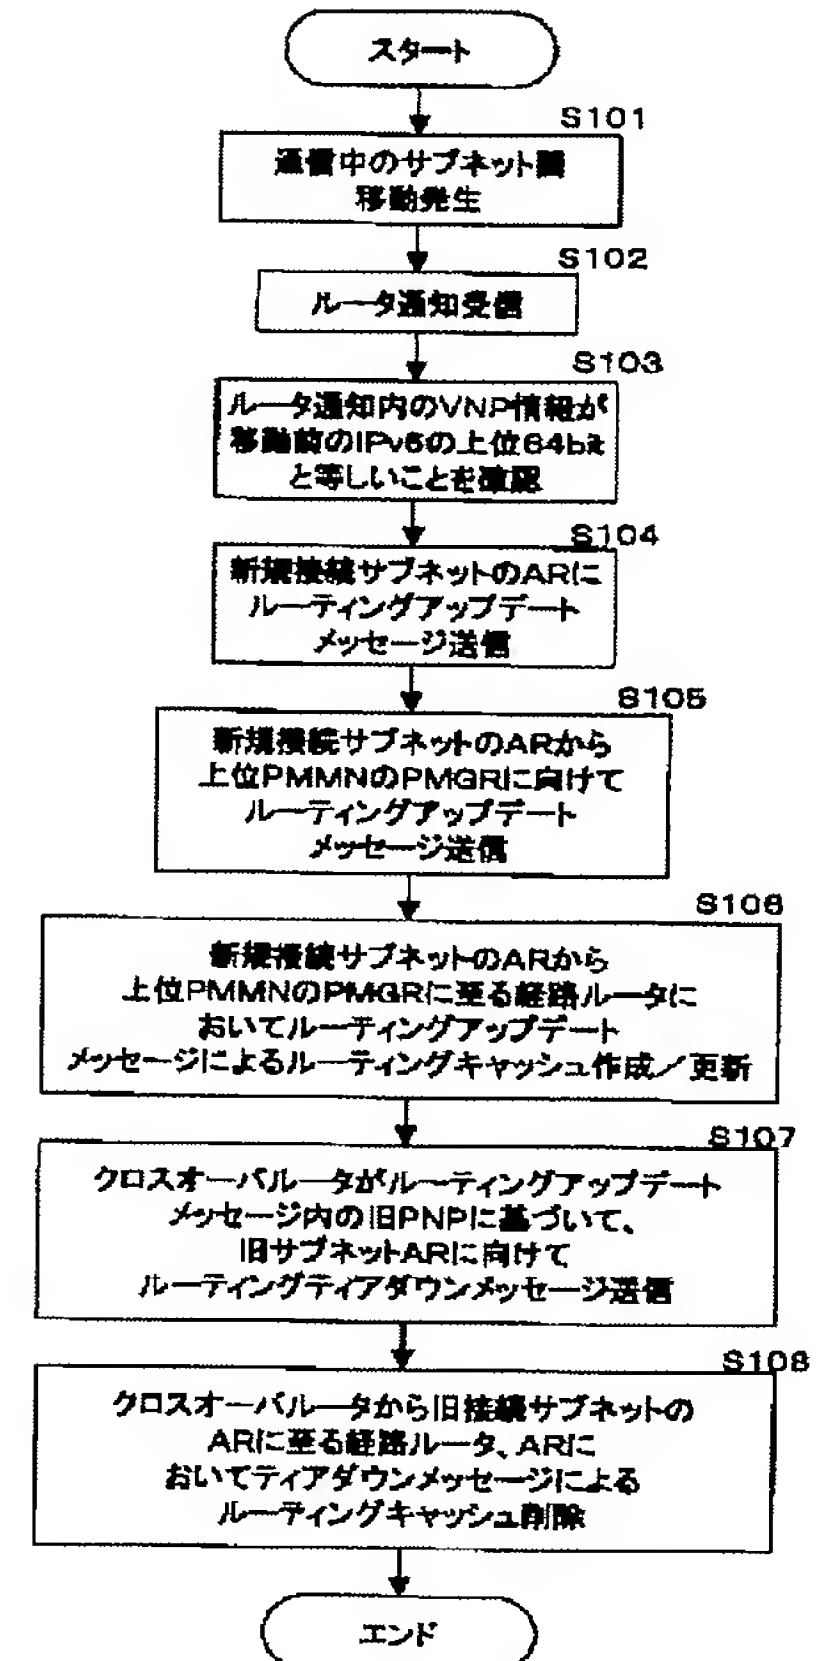 スタート
S101
通信中のサブネット間
移動発生
S102
ルータ通知受信
S103
ルータ通知内のVNP情報が
移動前のIPv6の上位64bit
と等しいことを確認
S104
新規接続サブネットのARに
ルーティングアップデート
メッセージ送信
S105
新規接続サブネットのARから
上位PMMNのPMGRに向けて
ルーティングアップデート
メッセージ送信
S106
新規接続サブネットのARから
上位PMMNのPMGRに至る経路ルータに
おいてルーティングアップデート
メッセージによるルーティングキャッシュ作成／更新
S107
クロスオーバルータがルーティングアップデート
メッセージ内の旧PNPに基づいて、
旧サブネットARに向けて
ルーティングティアダウンメッセージ送信
S108
クロスオーバルータから旧接続サブネットの
ARに至る経路ルータ、ARに
おいてティアダウンメッセージによる
ルーティングキャッシュ削除
エンド